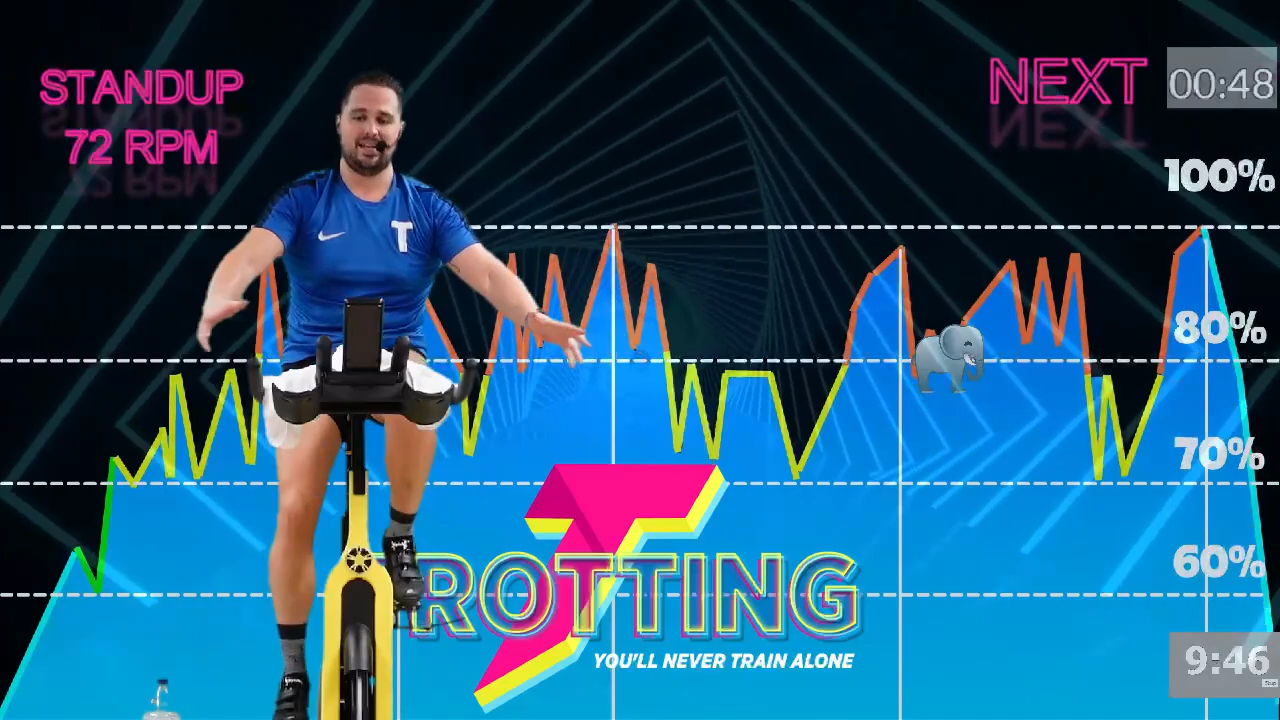 STANDUP
72 RPM
NEXT
00:48
100%
80%
70%
60%
T
TROTTING
YOU'LL NEVER TRAIN ALONE
9:46